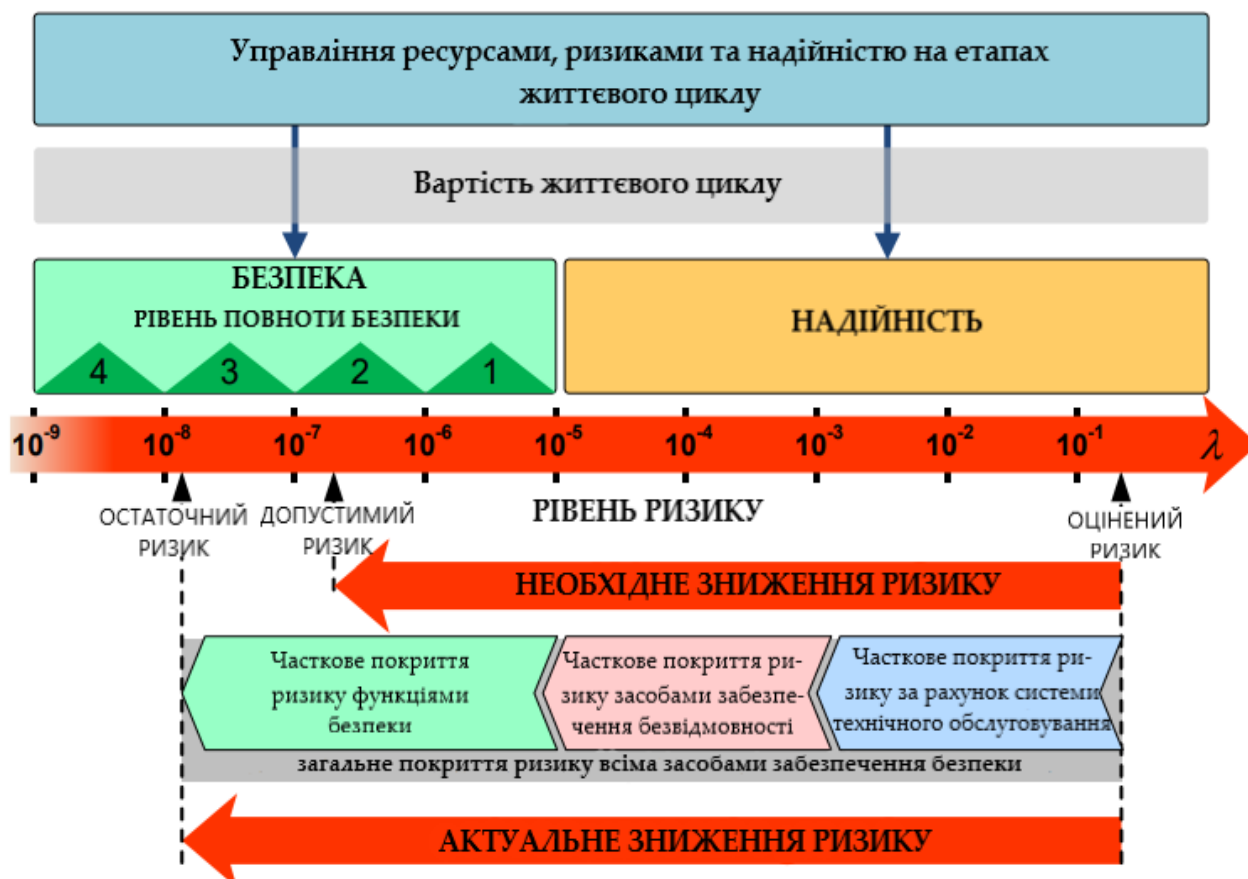 Управління ресурсами, ризиками та надійністю на етапах
життєвого циклу
Вартість життєвого циклу
БЕЗПЕКА
РІВЕНЬ ПОВНОТИ БЕЗПЕКИ
4 3 2 1
НАДІЙНІСТЬ
10⁻⁹ 10⁻⁸ 10⁻⁷ 10⁻⁶ 10⁻⁵ 10⁻⁴ 10⁻³ 10⁻² 10⁻¹ λ
ОСТАТОЧНИЙ
РИЗИК
ДОПУСТИМИЙ
РИЗИК
РІВЕНЬ РИЗИКУ
ОЦІНЕНИЙ
РИЗИК
НЕОБХІДНЕ ЗНИЖЕННЯ РИЗИКУ
Часткове покриття
ризику функціями
безпеки
Часткове покриття ри-
зику засобами забезпе-
чення безвідмовності
Часткове покриття ри-
зику за рахунок системи
технічного обслуговування
загальне покриття ризику всіма засобами забезпечення безпеки
АКТУАЛЬНЕ ЗНИЖЕННЯ РИЗИКУ